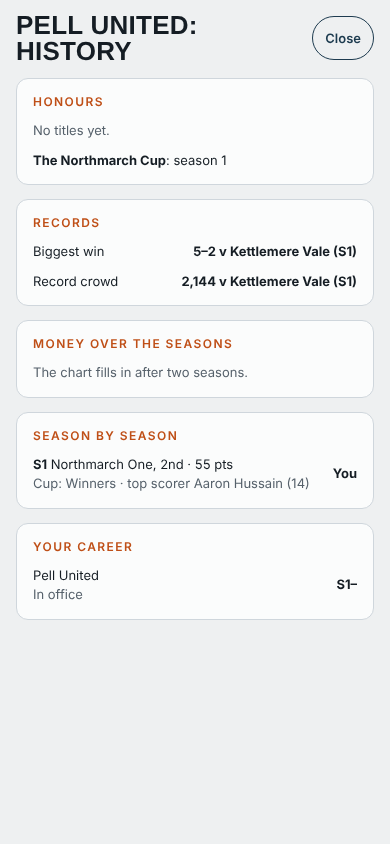 PELL UNITED:
HISTORY
Close
HONOURS
No titles yet.
The Northmarch Cup: season 1
RECORDS
Biggest win 5–2 v Kettlemere Vale (S1)
Record crowd 2,144 v Kettlemere Vale (S1)
MONEY OVER THE SEASONS
The chart fills in after two seasons.
SEASON BY SEASON
S1 Northmarch One, 2nd · 55 pts
Cup: Winners · top scorer Aaron Hussain (14)
You
YOUR CAREER
Pell United
In office
S1–